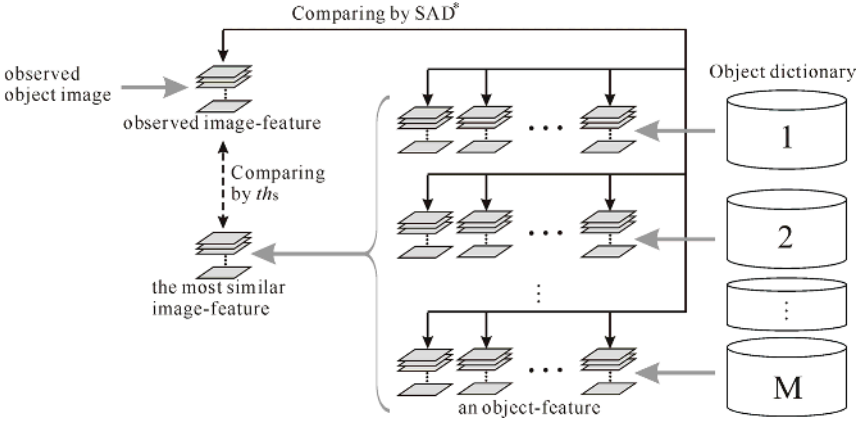 Comparing by SAD*
observed
object image
observed image-feature
Object dictionary
1
Comparing
by ths
2
the most similar
image-feature
M
an object-feature